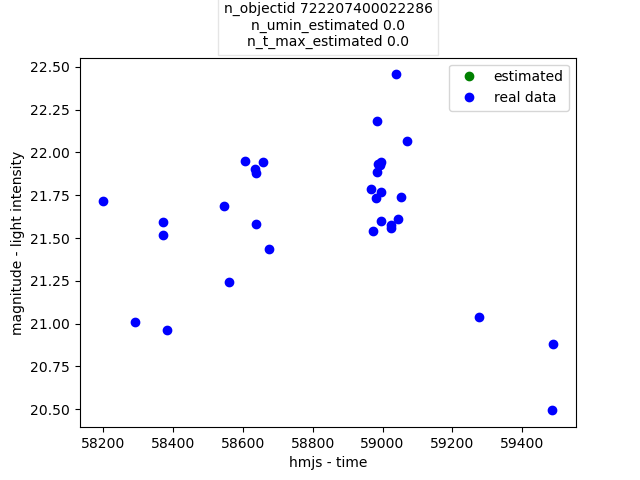 n_objectid 722207400022286
n_umin_estimated 0.0
n_t_max_estimated 0.0
estimated
real data
22.50
22.25
22.00
21.75
21.50
21.25
21.00
20.75
20.50
magnitude - light intensity
58200 58400 58600 58800 59000 59200 59400
hmjs - time